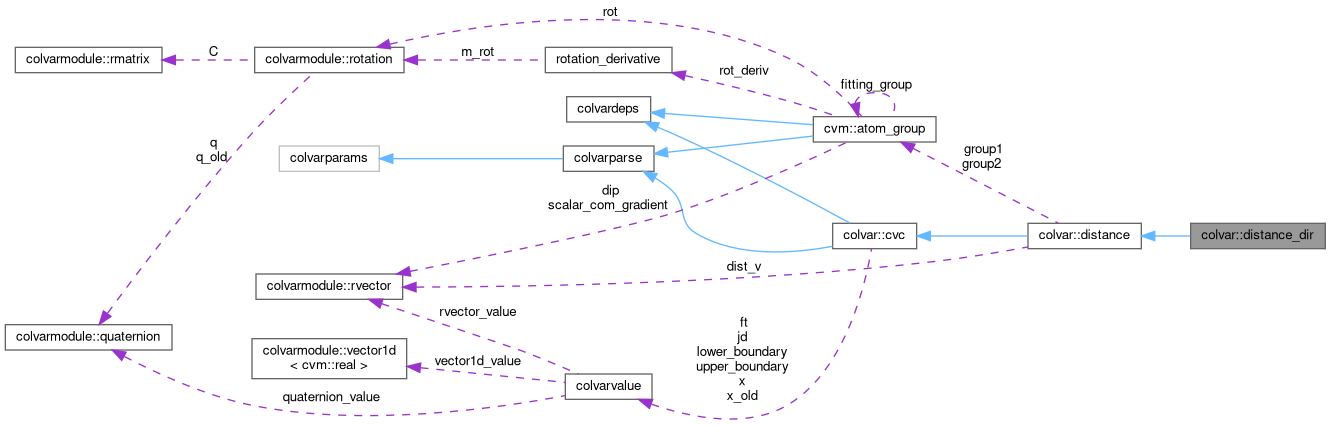 rot
C
m_rot
colvarmodule::rmatrix
colvarmodule::rotation
rotation_derivative
rot_deriv
fitting_group
colvardeps
cvm::atom_group
q
q_old
colvarparams
colvarparse
group1
group2
dip
scalar_com_gradient
colvar::cvc
colvar::distance
colvar::distance_dir
dist_v
colvarmodule::rvector
rvector_value
ft
jd
lower_boundary
upper_boundary
x
x_old
colvarmodule::quaternion
colvarmodule::vector1d
< cvm::real >
vector1d_value
colvarvalue
quaternion_value